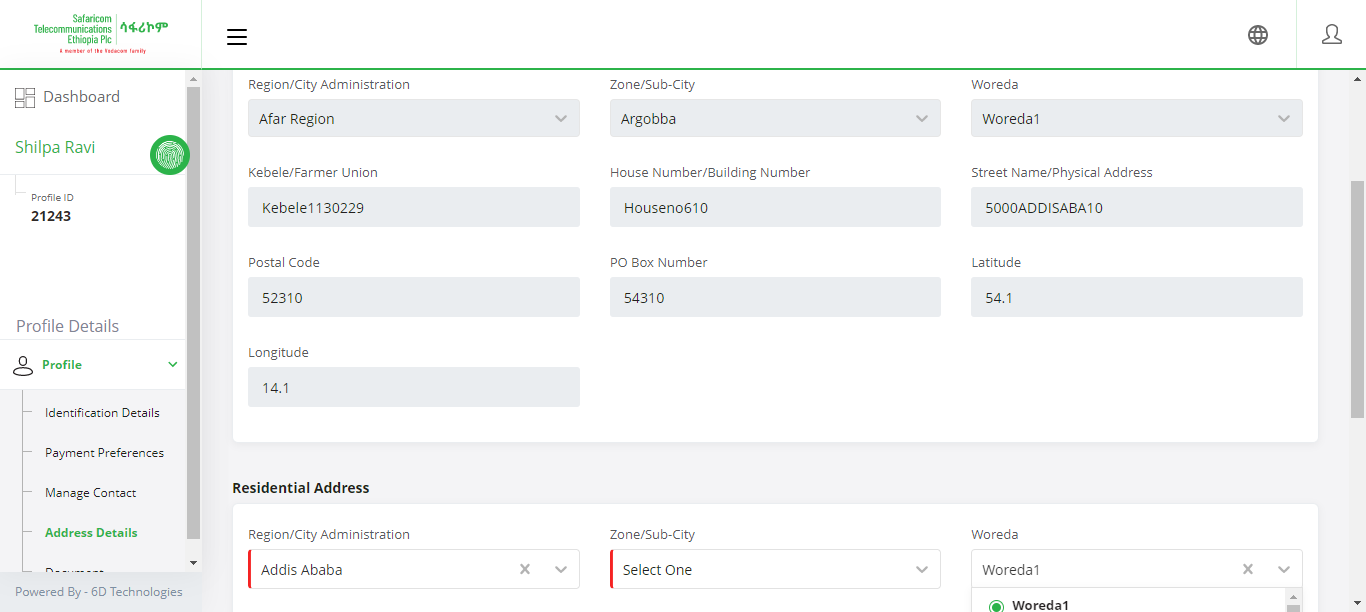 Safaricom
Telecommunications
Ethiopia Plc
ሳፋሪኮም
A member of the Vodacom family
Dashboard
Shilpa Ravi
Profile ID
21243
Profile Details
Profile
Identification Details
Payment Preferences
Manage Contact
Address Details
Document
Powered By - 6D Technologies
Region/City Administration
Zone/Sub-City
Woreda
Afar Region
Argobba
Woreda1
Kebele/Farmer Union
House Number/Building Number
Street Name/Physical Address
Kebele1130229
Houseno610
5000ADDISABA10
Postal Code
PO Box Number
Latitude
52310
54310
54.1
Longitude
14.1
Residential Address
Region/City Administration
Zone/Sub-City
Woreda
Addis Ababa
Select One
Woreda1
Woreda1